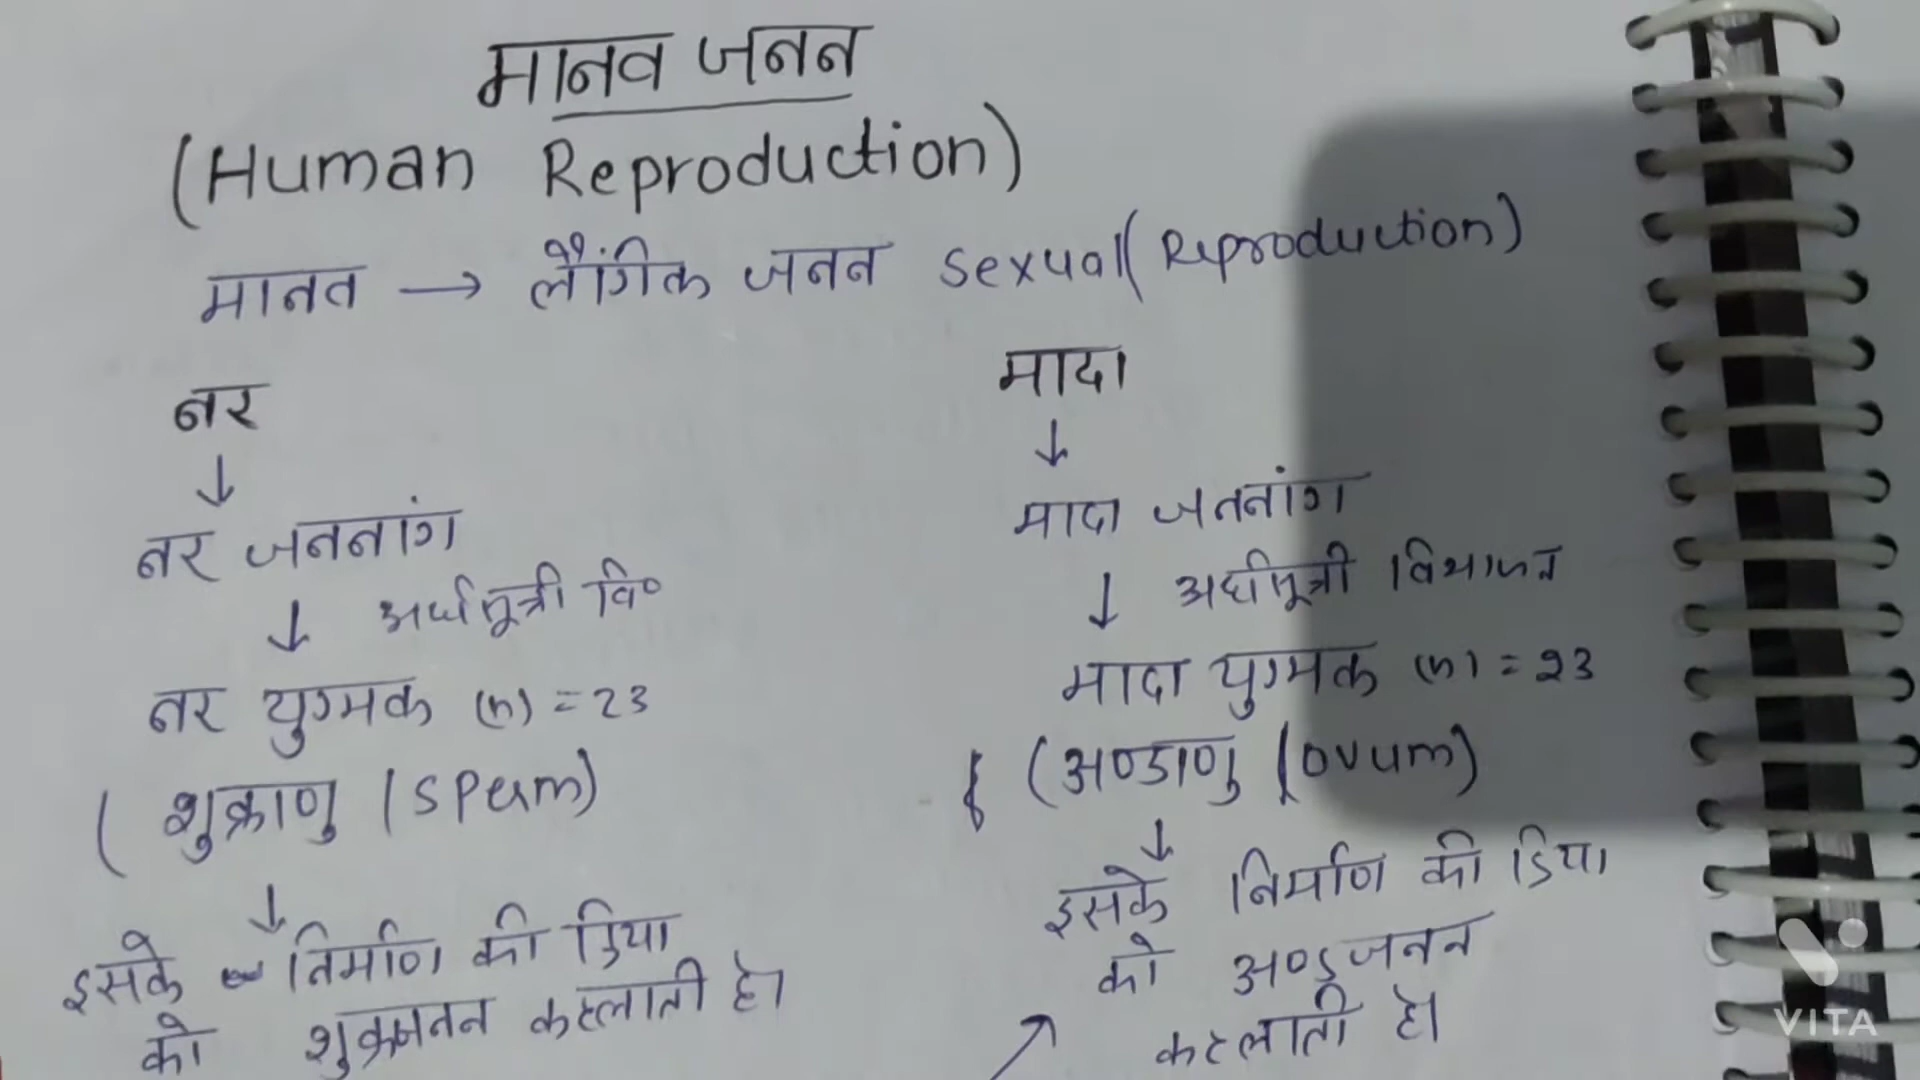 मानव जनन
(Human Reproduction)
मानव → लैंगिक जनन sexual (Reproduction)
नर
↓
नर जननांग
↓ अर्धसूत्री वि०
नर युग्मक (n) = 23
( शुक्राणु (sperm)
↓
इसके निर्माण की क्रिया
को शुक्रजनन कहलाती है।
मादा
↓
मादा जननांग
↓ अर्धसूत्री विभाजन
मादा युग्मक (n) = 23
(अण्डाणु (ovum)
↓
इसके निर्माण की क्रिया
को अण्डजनन
कहलाती है।
VITA